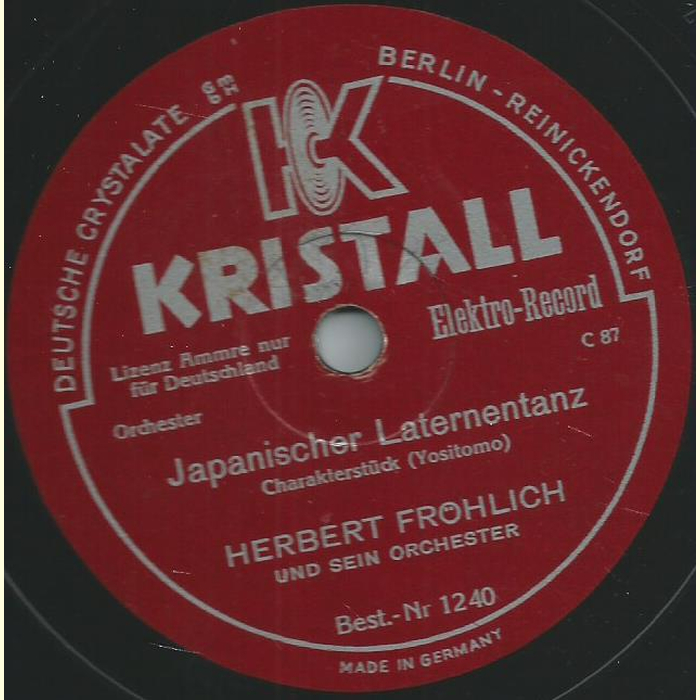 DEUTSCHE CRYSTALATE GmbH
BERLIN-REINICKENDORF
K
KRISTALL
Elektro-Record
C 87
Lizenz Ammre nur
für Deutschland
Orchester
Japanischer Laternentanz
Charakterstück (Yositomo)
HERBERT FRÖHLICH
UND SEIN ORCHESTER
Best.-Nr 1240
MADE IN GERMANY